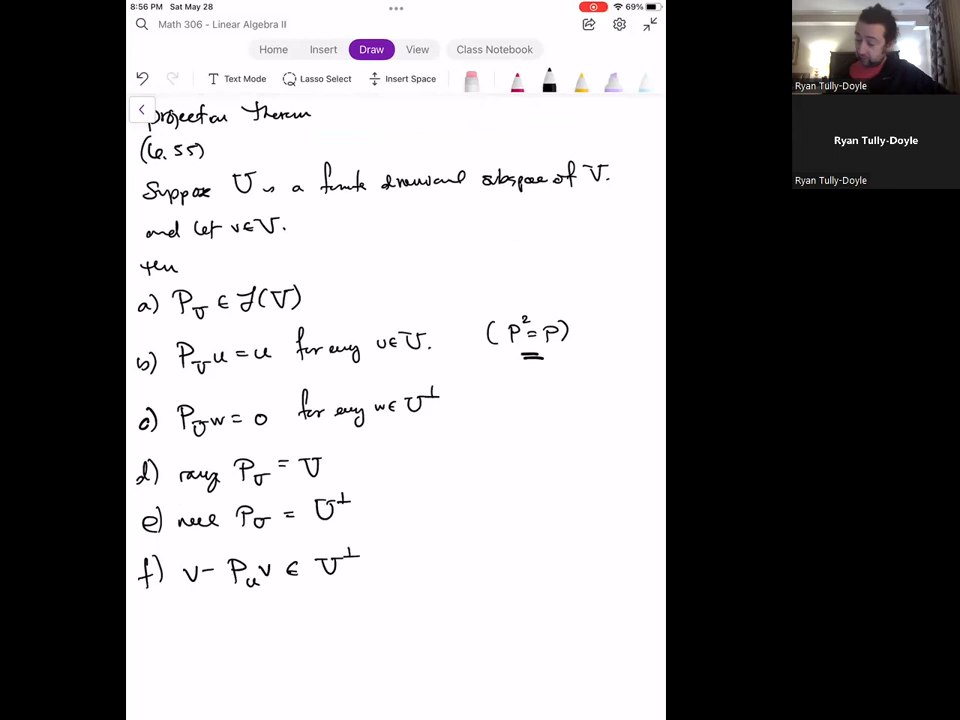 8:56 PM Sat May 28
69%
Math 306 - Linear Algebra II
Home Insert Draw View Class Notebook
Text Mode Lasso Select Insert Space
projection theorem
(6.55)
Suppose U is a finite dimensional subspace of V.
and let v∈V.
then
a) P_U ∈ L(V)
b) P_U u = u for any u∈U. (P² = P)
c) P_U w = 0 for any w∈ U^⊥
d) range P_U = U
e) null P_U = U^⊥
f) v - P_u v ∈ U^⊥
Ryan Tully-Doyle
Ryan Tully-Doyle
Ryan Tully-Doyle